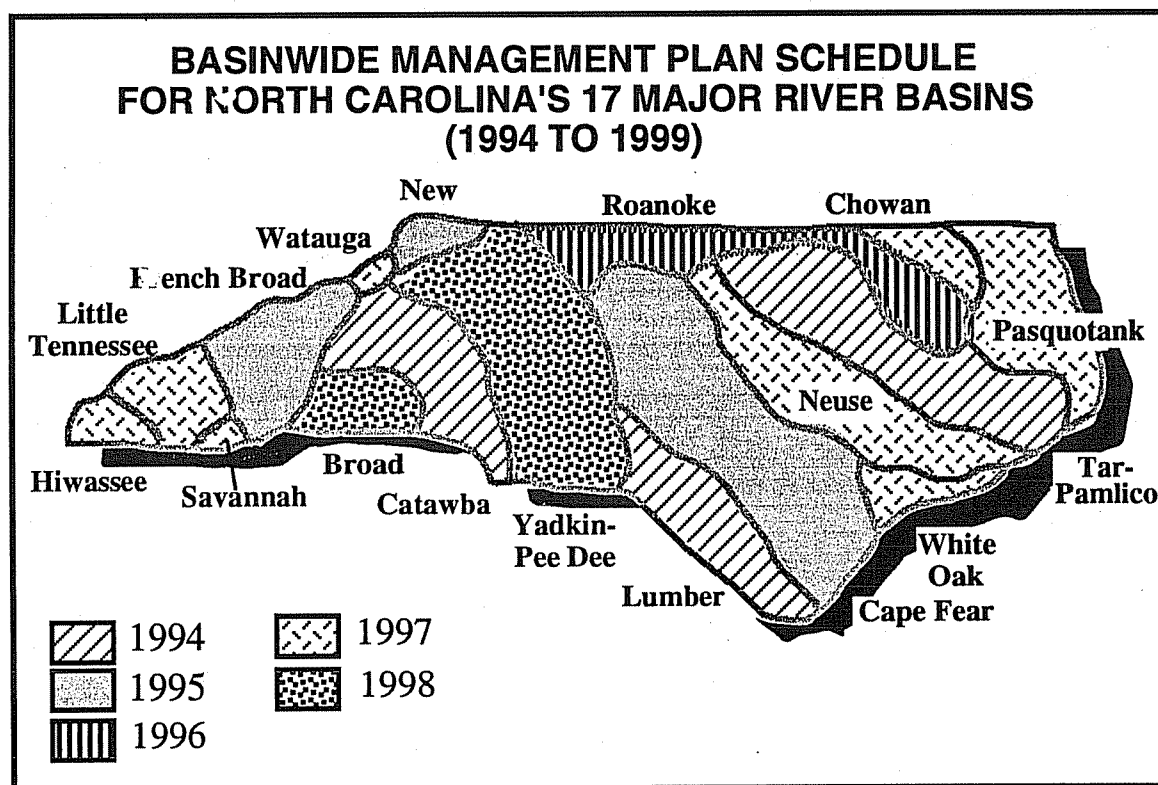 BASINWIDE MANAGEMENT PLAN SCHEDULE
FOR NORTH CAROLINA'S 17 MAJOR RIVER BASINS
(1994 TO 1999)
New
Roanoke
Chowan
Watauga
French Broad
Little
Tennessee
Pasquotank
Neuse
Hiwassee
Savannah
Broad
Catawba
Yadkin-
Pee Dee
Lumber
Tar-
Pamlico
White
Oak
Cape Fear
1994
1995
1996
1997
1998